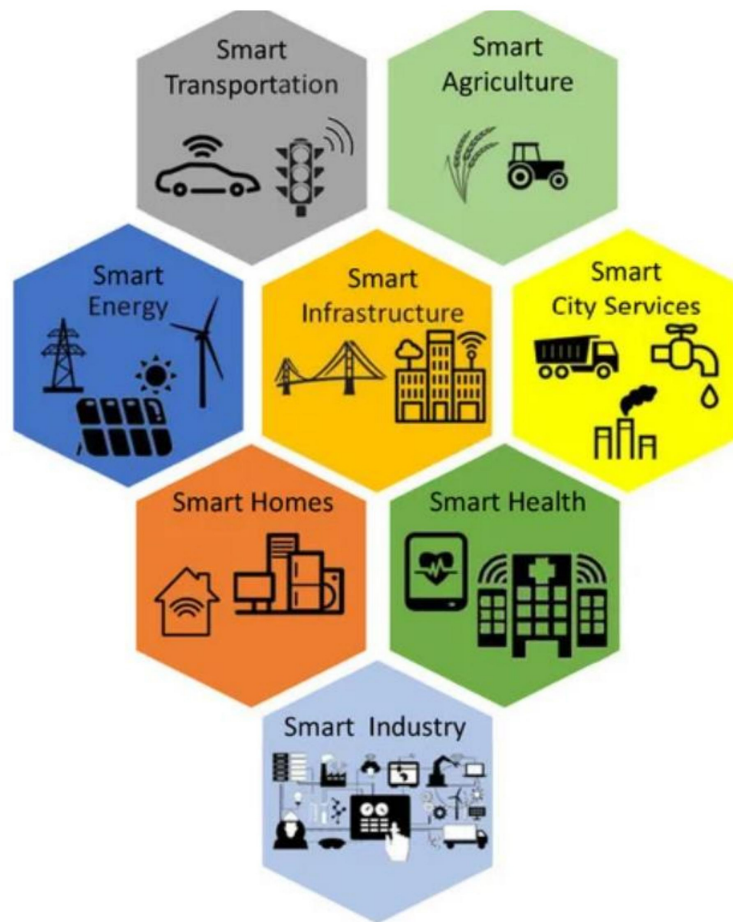 Smart
Transportation
Smart
Agriculture
Smart
Energy
Smart
Infrastructure
Smart
City Services
Smart Homes
Smart Health
Smart Industry